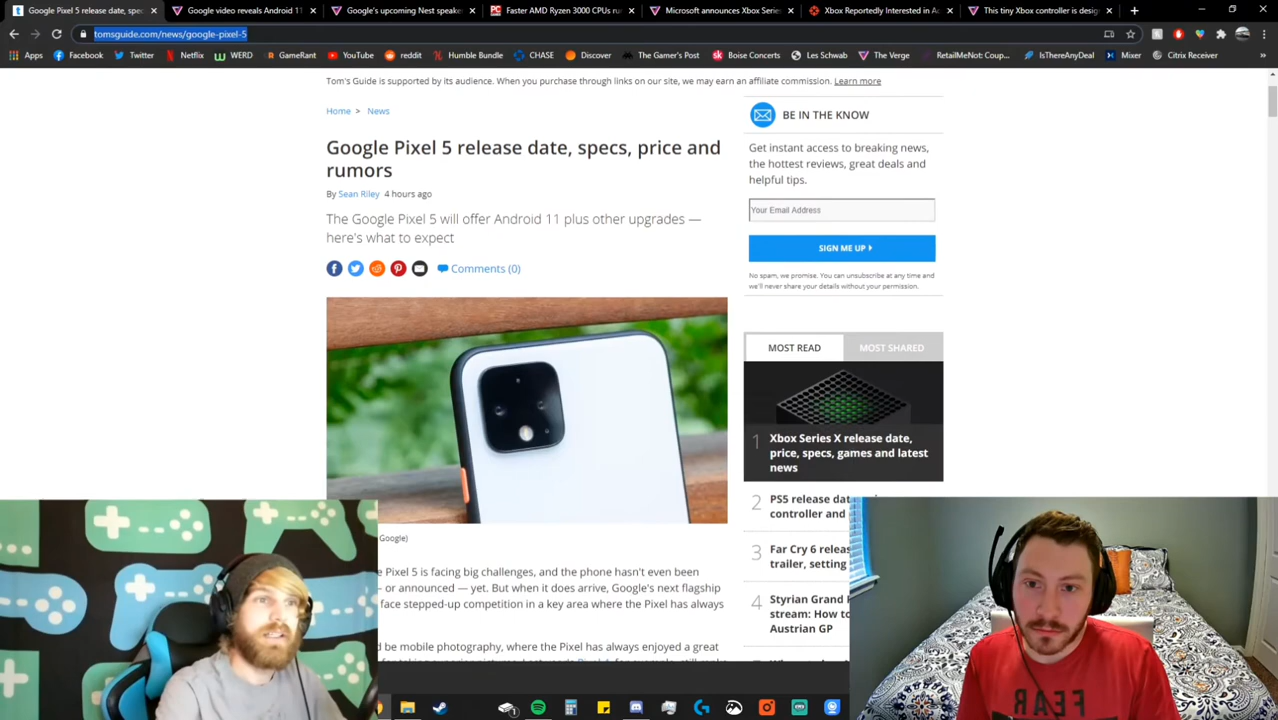 Google Pixel 5 release date, spec
Google video reveals Android 11
Google's upcoming Nest speaker
Faster AMD Ryzen 3000 CPUs ru
Microsoft announces Xbox Series
Xbox Reportedly Interested in A
This tiny Xbox controller is desig
tomsguide.com/news/google-pixel-5
Apps
Facebook
Twitter
Netflix
WERD
GameRant
YouTube
reddit
Humble Bundle
CHASE
Discover
The Gamer's Post
Boise Concerts
Les Schwab
The Verge
RetailMeNot: Coup...
IsThereAnyDeal
Mixer
Citrix Receiver
Tom's Guide is supported by its audience. When you purchase through links on our site, we may earn an affiliate commission. Learn more
Home > News
Google Pixel 5 release date, specs, price and
rumors
By Sean Riley 4 hours ago
The Google Pixel 5 will offer Android 11 plus other upgrades —
here's what to expect
Comments (0)
Google)
e Pixel 5 is facing big challenges, and the phone hasn't even been
— or announced — yet. But when it does arrive, Google's next flagship
face stepped-up competition in a key area where the Pixel has always
d be mobile photography, where the Pixel has always enjoyed a great
BE IN THE KNOW
Get instant access to breaking news,
the hottest reviews, great deals and
helpful tips.
Your Email Address
SIGN ME UP
No spam, we promise. You can unsubscribe at any time and
we'll never share your details without your permission.
MOST READ
MOST SHARED
1
Xbox Series X release date,
price, specs, games and latest
news
2
PS5 release dat
controller and
3
Far Cry 6 relea
trailer, setting
4
Styrian Grand
stream: How to
Austrian GP
FEAR